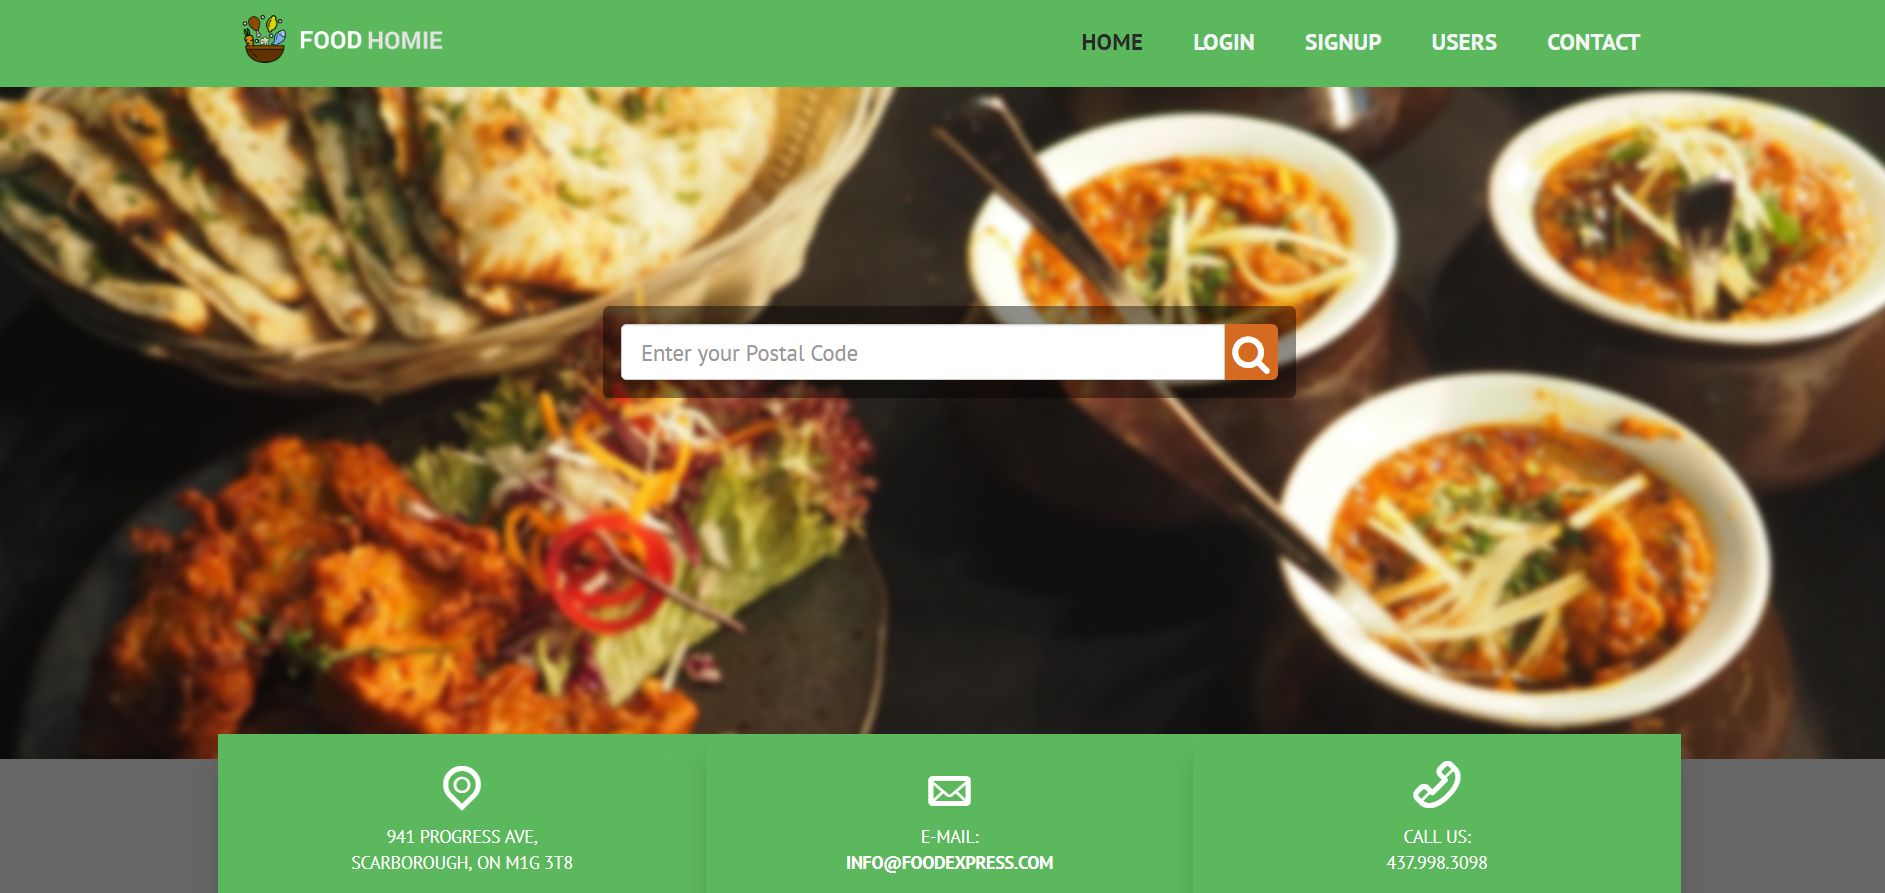 FOOD HOMIE
HOME LOGIN SIGNUP USERS CONTACT
Enter your Postal Code
941 PROGRESS AVE,
SCARBOROUGH, ON M1G 3T8
E-MAIL:
INFO@FOODEXPRESS.COM
CALL US:
437.998.3098